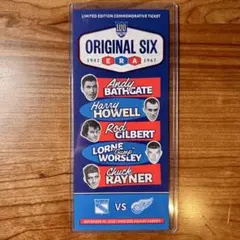 LIMITED EDITION COMMEMORATIVE TICKET
100
ORIGINAL SIX
1942 ERA 1967
Andy
BATHGATE
Harry
HOWELL
Rod
GILBERT
LORNE
"Gump"
WORSLEY
Chuck
RAYNER
VS